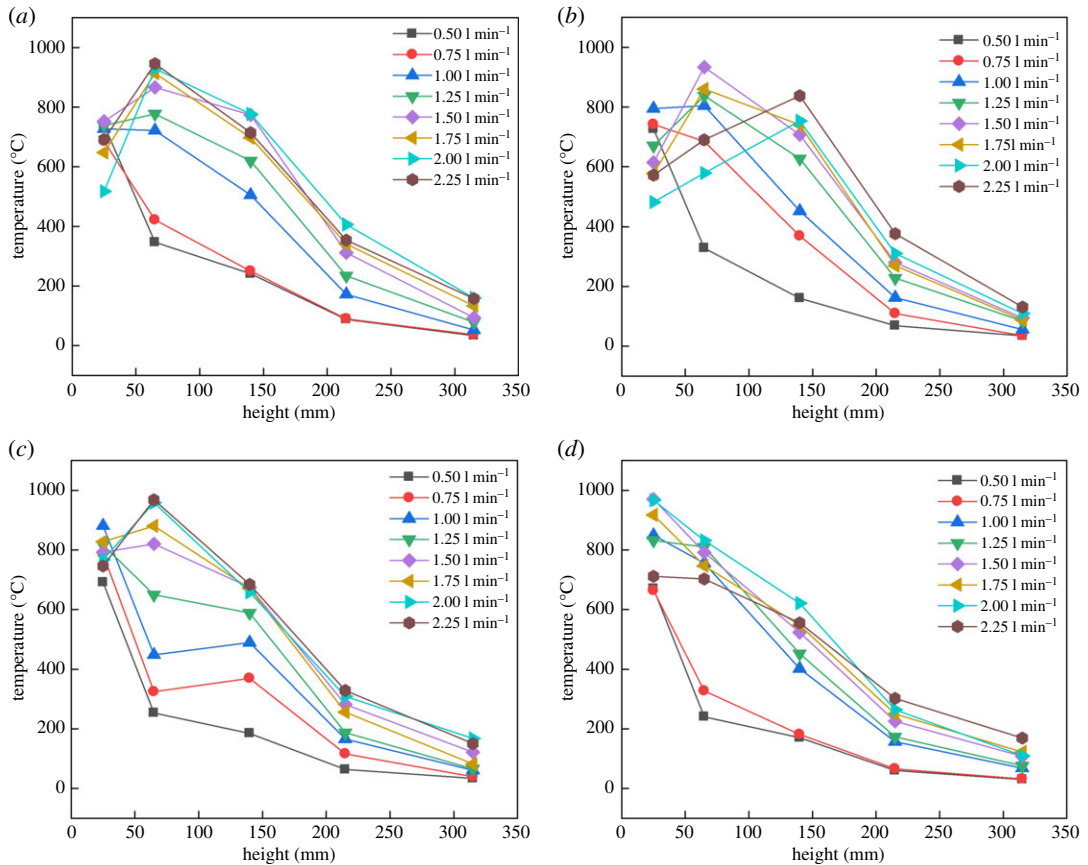 (a)
1000
800
600
400
200
0
temperature (°C)
0 50 100 150 200 250 300 350
height (mm)
0.50 l min⁻¹
0.75 l min⁻¹
1.00 l min⁻¹
1.25 l min⁻¹
1.50 l min⁻¹
1.75 l min⁻¹
2.00 l min⁻¹
2.25 l min⁻¹
(b)
1000
800
600
400
200
0
temperature (°C)
0 50 100 150 200 250 300 350
height (mm)
0.50 l min⁻¹
0.75 l min⁻¹
1.00 l min⁻¹
1.25 l min⁻¹
1.50 l min⁻¹
1.75l min⁻¹
2.00 l min⁻¹
2.25 l min⁻¹
(c)
1000
800
600
400
200
0
temperature (°C)
0 50 100 150 200 250 300 350
height (mm)
0.50 l min⁻¹
0.75 l min⁻¹
1.00 l min⁻¹
1.25 l min⁻¹
1.50 l min⁻¹
1.75 l min⁻¹
2.00 l min⁻¹
2.25 l min⁻¹
(d)
1000
800
600
400
200
0
temperature (°C)
0 50 100 150 200 250 300 350
height (mm)
0.50 l min⁻¹
0.75 l min⁻¹
1.00 l min⁻¹
1.25 l min⁻¹
1.50 l min⁻¹
1.75 l min⁻¹
2.00 l min⁻¹
2.25 l min⁻¹